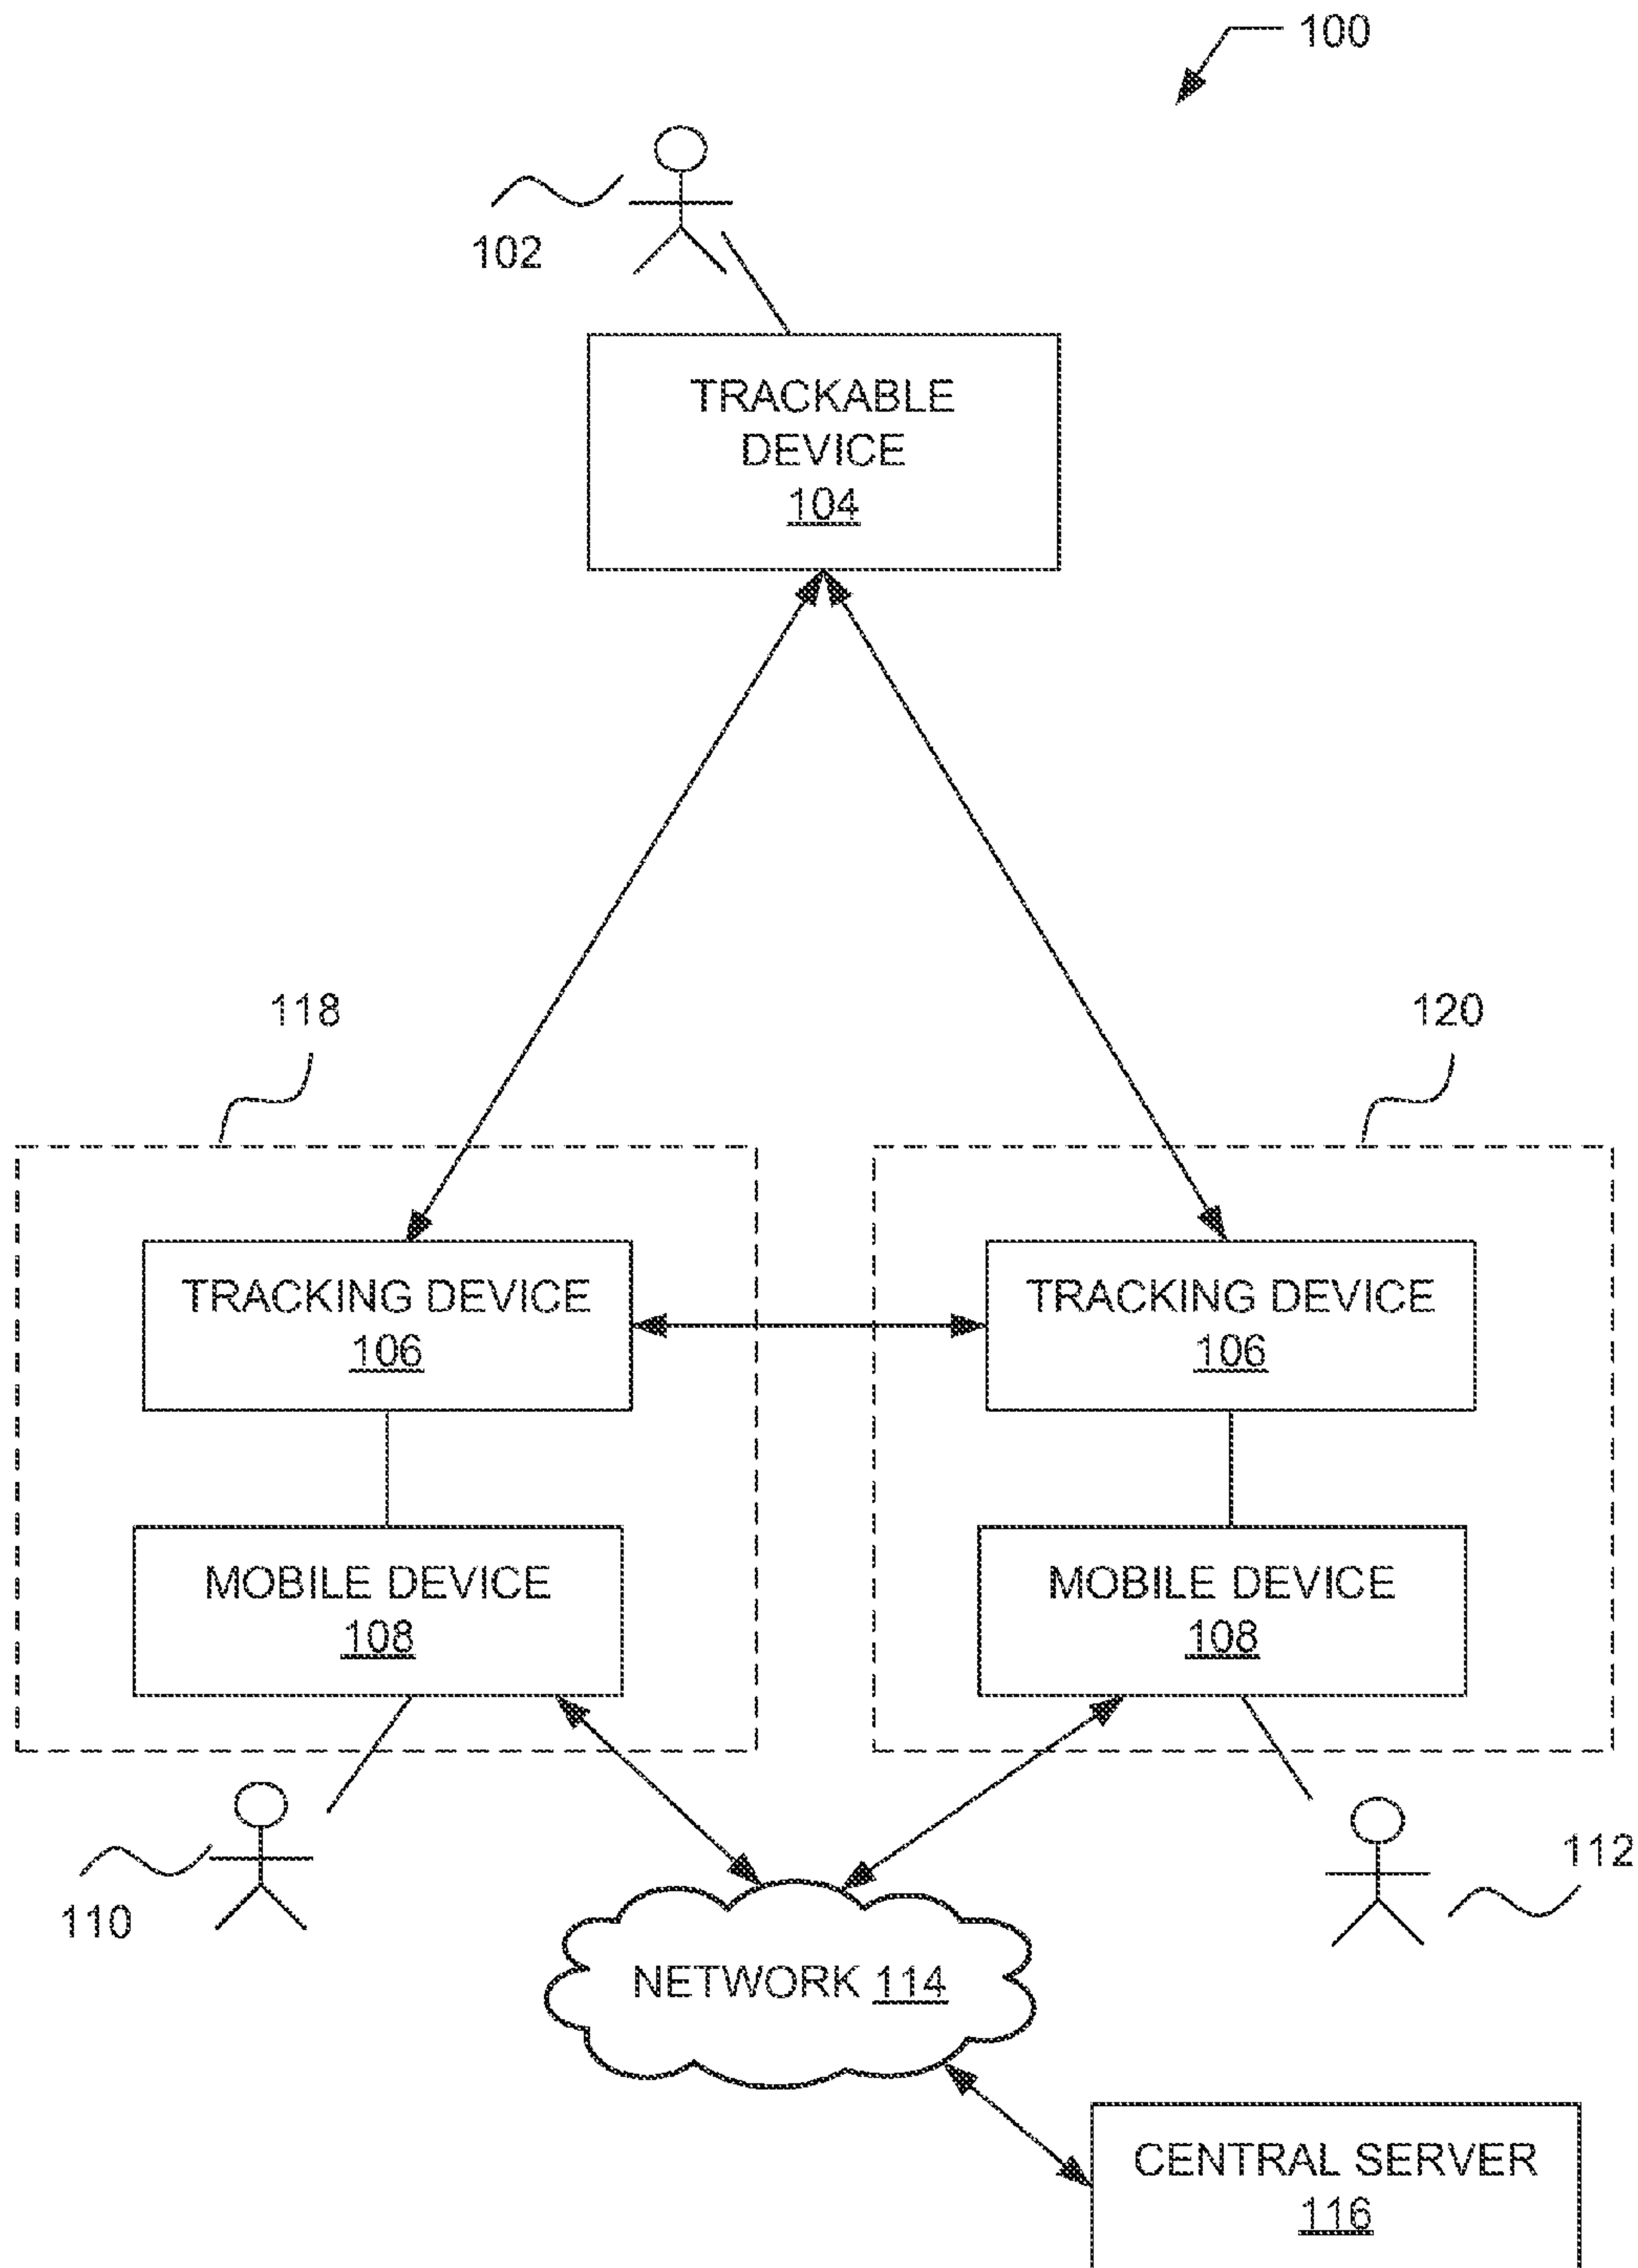 100
102
TRACKABLE
DEVICE
104
118
120
TRACKING DEVICE
106
TRACKING DEVICE
106
MOBILE DEVICE
108
MOBILE DEVICE
108
110
112
NETWORK 114
CENTRAL SERVER
116